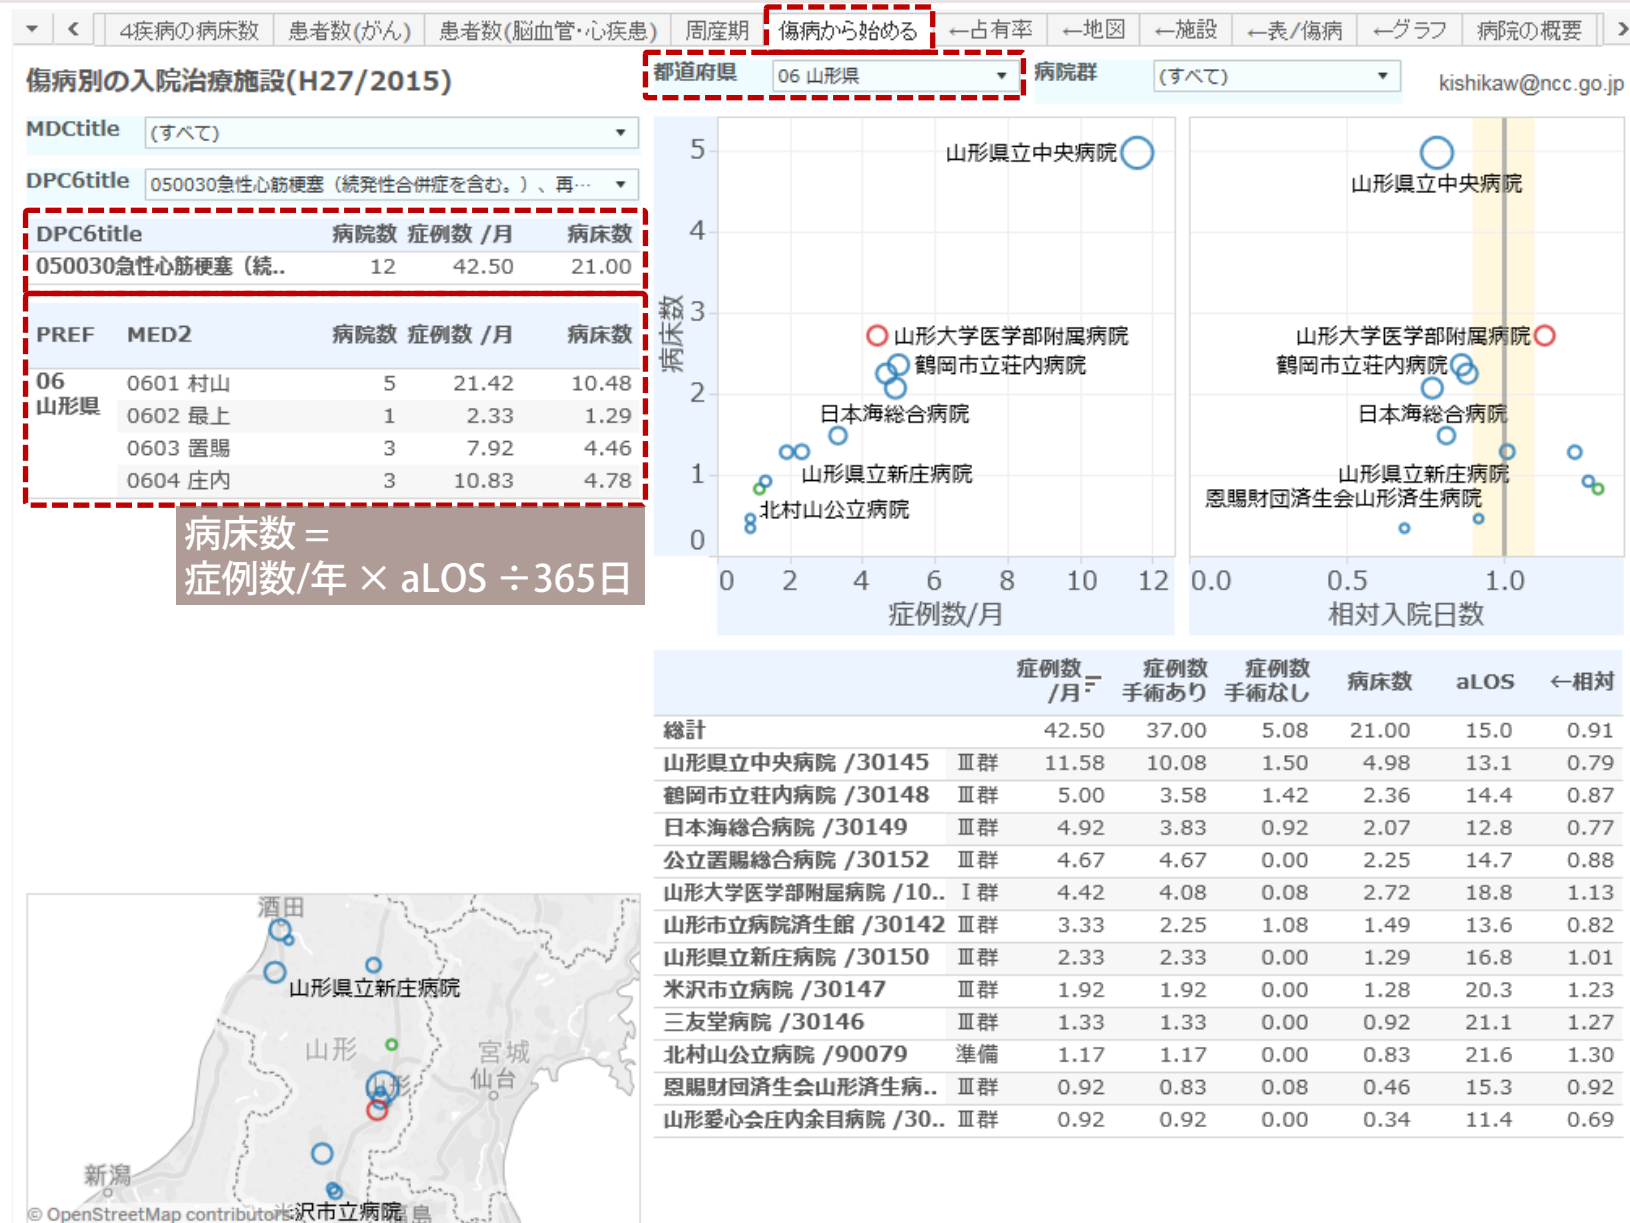 4疾病の病床数 患者数(がん) 患者数(脳血管・心疾患) 周産期 傷病から始める ←占有率 ←地図 ←施設 ←表/傷病 ←グラフ 病院の概要
傷病別の入院治療施設(H27/2015)
都道府県 06 山形県 病院群 (すべて) kishikaw@ncc.go.jp
MDCtitle (すべて)
DPC6title 050030急性心筋梗塞（続発性合併症を含む。）、再…
DPC6title 病院数 症例数 /月 病床数
050030急性心筋梗塞（続.. 12 42.50 21.00
PREF MED2 病院数 症例数 /月 病床数
06 山形県 0601 村山 5 21.42 10.48
0602 最上 1 2.33 1.29
0603 置賜 3 7.92 4.46
0604 庄内 3 10.83 4.78
病床数 =
症例数/年 × aLOS ÷365日
病床数
5
4
3
2
1
0
山形県立中央病院
山形大学医学部附属病院
鶴岡市立荘内病院
日本海総合病院
山形県立新庄病院
北村山公立病院
0 2 4 6 8 10 12
症例数/月
山形県立中央病院
山形大学医学部附属病院
鶴岡市立荘内病院
日本海総合病院
山形県立新庄病院
恩賜財団済生会山形済生病院
0.0 0.5 1.0
相対入院日数
症例数 /月 症例数 手術あり 症例数 手術なし 病床数 aLOS ←相対
総計 42.50 37.00 5.08 21.00 15.0 0.91
山形県立中央病院 /30145 Ⅲ群 11.58 10.08 1.50 4.98 13.1 0.79
鶴岡市立荘内病院 /30148 Ⅲ群 5.00 3.58 1.42 2.36 14.4 0.87
日本海総合病院 /30149 Ⅲ群 4.92 3.83 0.92 2.07 12.8 0.77
公立置賜総合病院 /30152 Ⅲ群 4.67 4.67 0.00 2.25 14.7 0.88
山形大学医学部附属病院 /10.. Ⅰ群 4.42 4.08 0.08 2.72 18.8 1.13
山形市立病院済生館 /30142 Ⅲ群 3.33 2.25 1.08 1.49 13.6 0.82
山形県立新庄病院 /30150 Ⅲ群 2.33 2.33 0.00 1.29 16.8 1.01
米沢市立病院 /30147 Ⅲ群 1.92 1.92 0.00 1.28 20.3 1.23
三友堂病院 /30146 Ⅲ群 1.33 1.33 0.00 0.92 21.1 1.27
北村山公立病院 /90079 準備 1.17 1.17 0.00 0.83 21.6 1.30
恩賜財団済生会山形済生病.. Ⅲ群 0.92 0.83 0.08 0.46 15.3 0.92
山形愛心会庄内余目病院 /30.. Ⅲ群 0.92 0.92 0.00 0.34 11.4 0.69
酒田
山形県立新庄病院
山形
宮城
山形
仙台
新潟
米沢市立病院
福島
© OpenStreetMap contributors